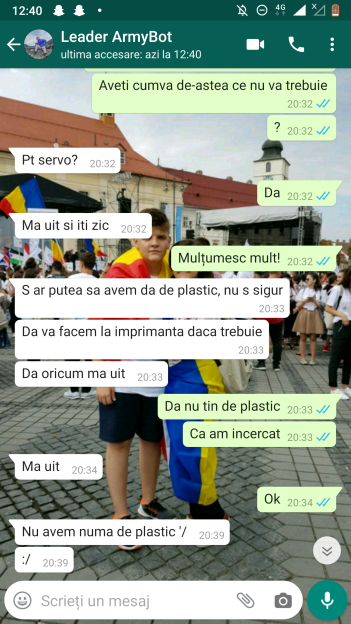 12:40
4G
Leader ArmyBot
ultima accesare: azi la 12:40
Aveti cumva de-astea ce nu va trebuie
20:32
? 20:32
Pt servo? 20:32
Da 20:32
Ma uit si iti zic 20:32
Mulțumesc mult! 20:32
S ar putea sa avem da de plastic, nu s sigur
20:33
Da va facem la imprimanta daca trebuie
20:33
Da oricum ma uit 20:33
Da nu tin de plastic 20:33
Ca am incercat 20:33
Ma uit 20:34
Ok 20:34
Nu avem numa de plastic '/ 20:39
:/ 20:39
Scrieți un mesaj